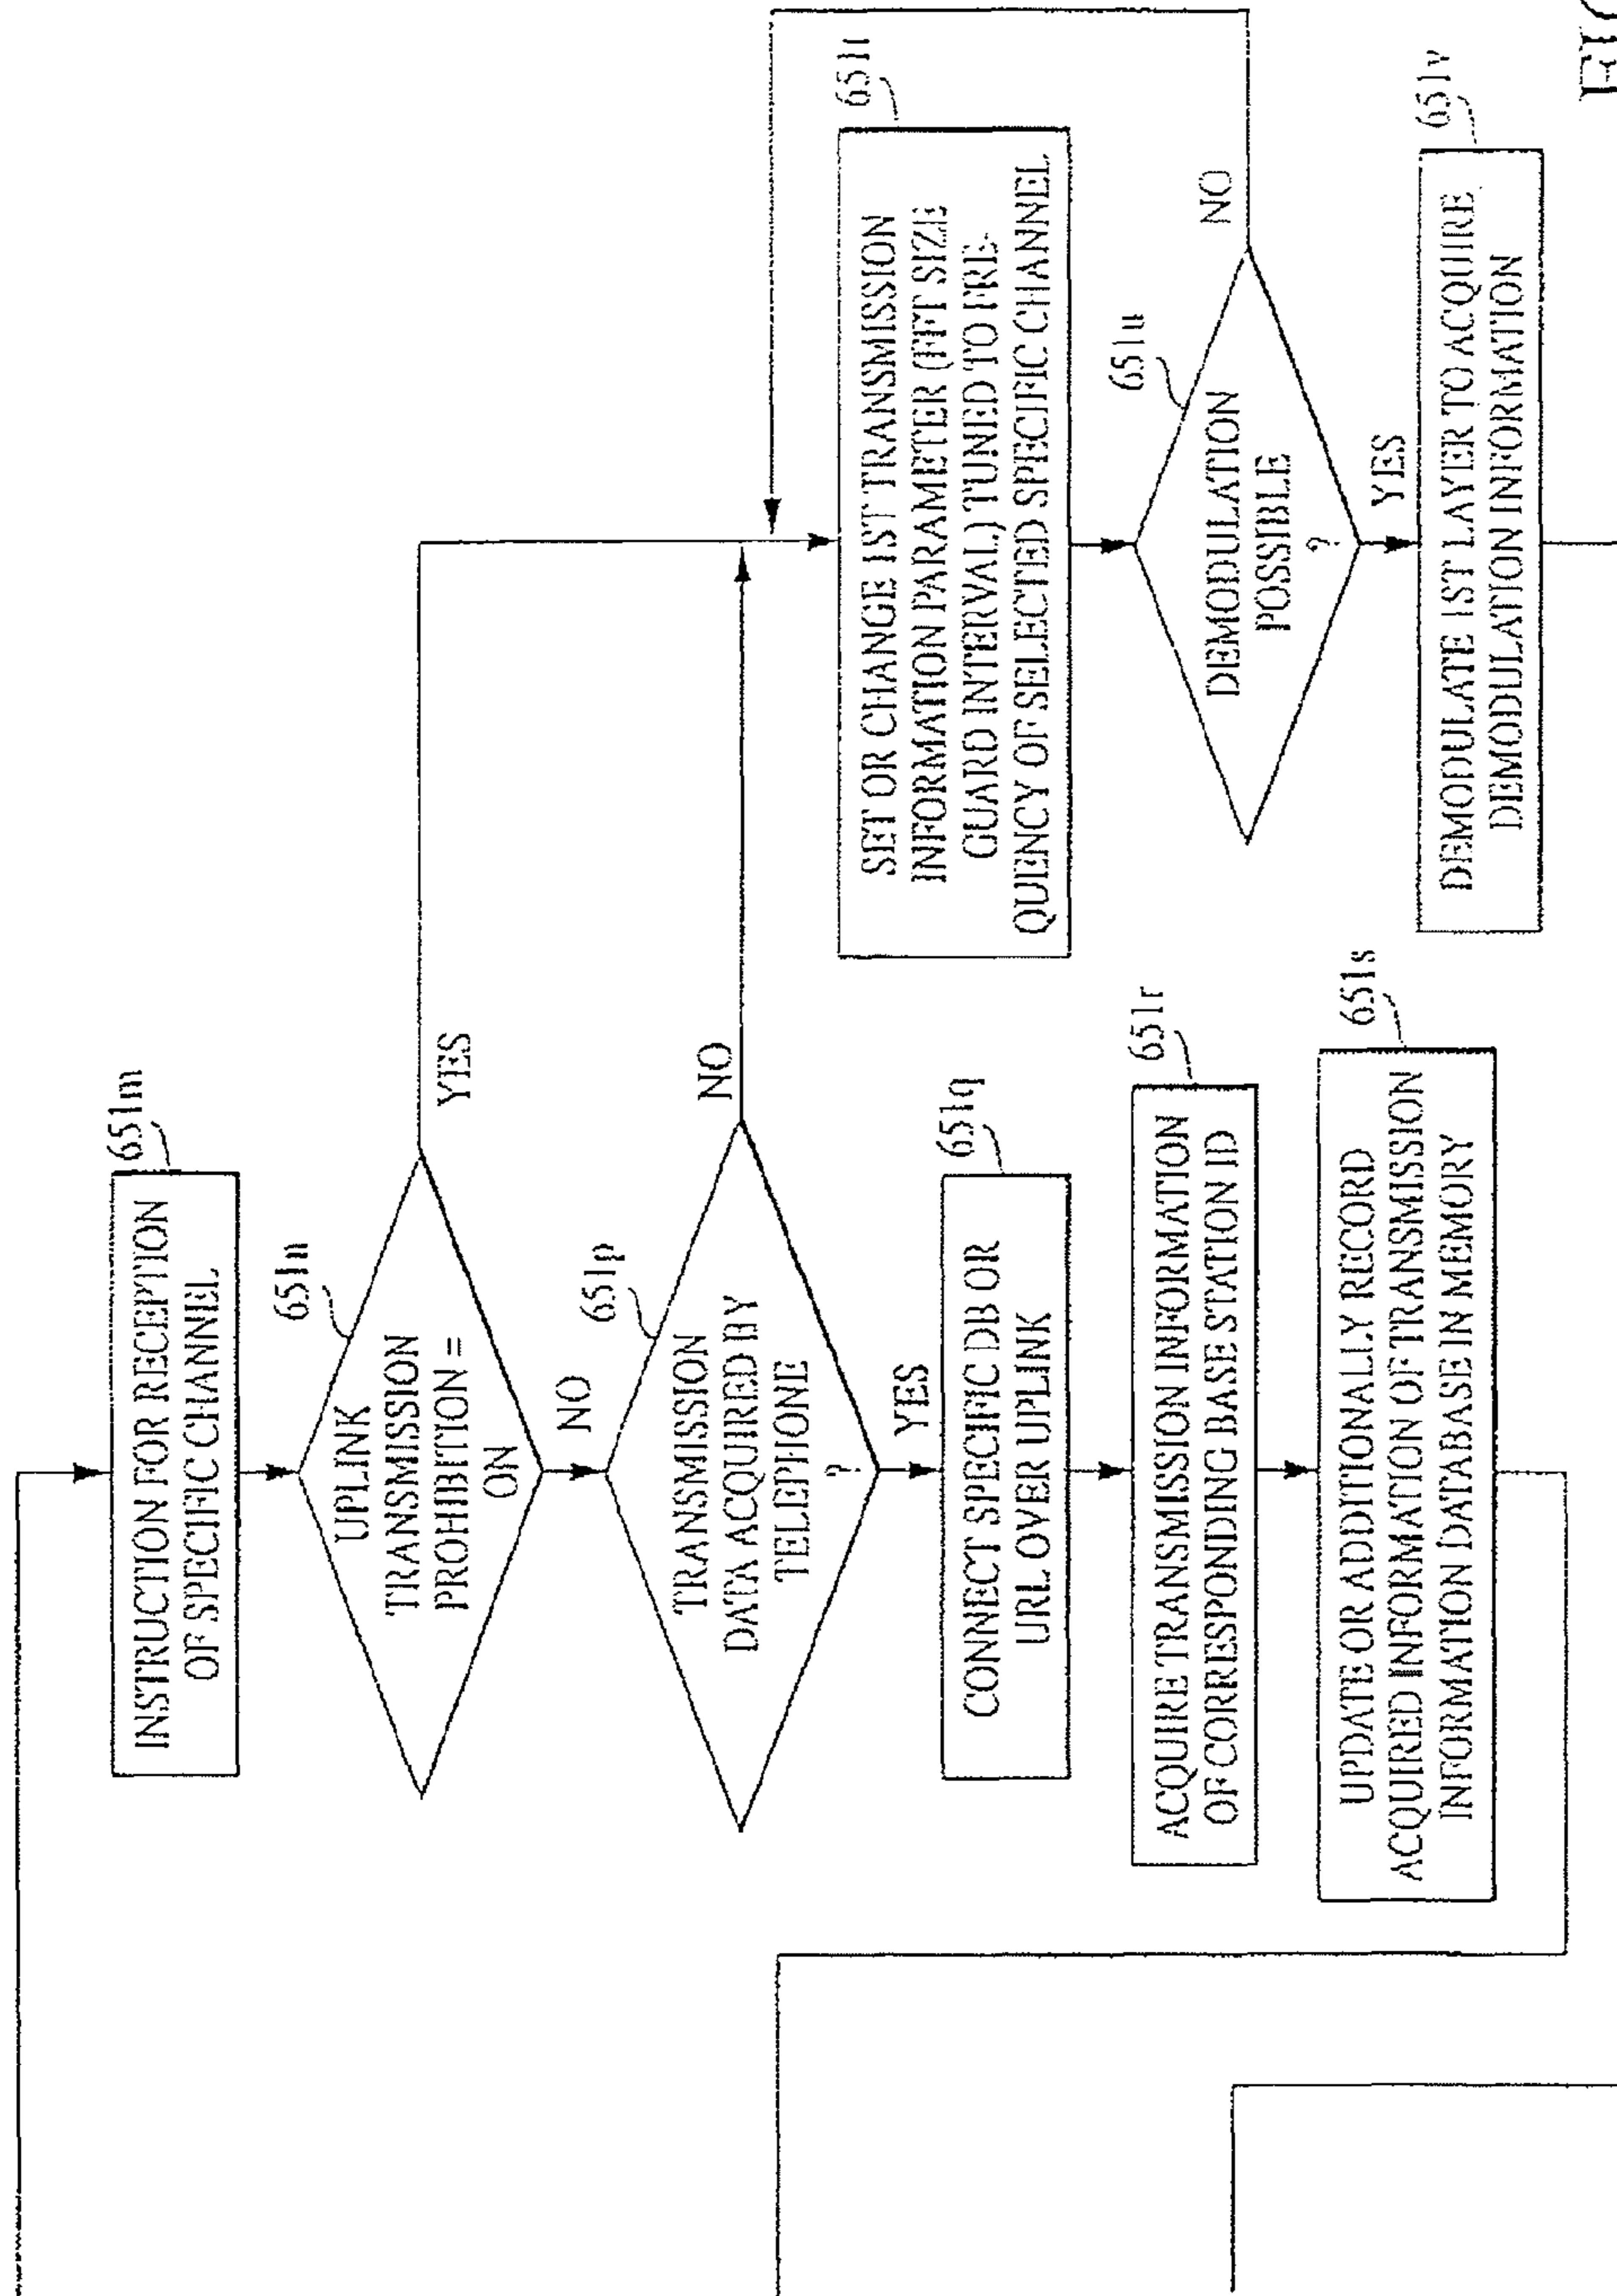 651m
INSTRUCTION FOR RECEPTION
OF SPECIFIC CHANNEL
651n
UPLINK
TRANSMISSION
PROHIBITION =
ON
YES
NO
651p
TRANSMISSION
DATA ACQUIRED BY
TELEPHONE
?
NO
YES
651q
CONNECT SPECIFIC DB OR
URL OVER UPLINK
651r
ACQUIRE TRANSMISSION INFORMATION
OF CORRESPONDING BASE STATION ID
651s
UPDATE OR ADDITIONALLY RECORD
ACQUIRED INFORMATION OF TRANSMISSION
INFORMATION DATABASE IN MEMORY
651t
SET OR CHANGE 1ST TRANSMISSION
INFORMATION PARAMETER (FFT SIZE
GUARD INTERVAL) TUNED TO FRE-
QUENCY OF SELECTED SPECIFIC CHANNEL
651u
DEMODULATION
POSSIBLE
?
NO
YES
651v
DEMODULATE 1ST LAYER TO ACQUIRE
DEMODULATION INFORMATION